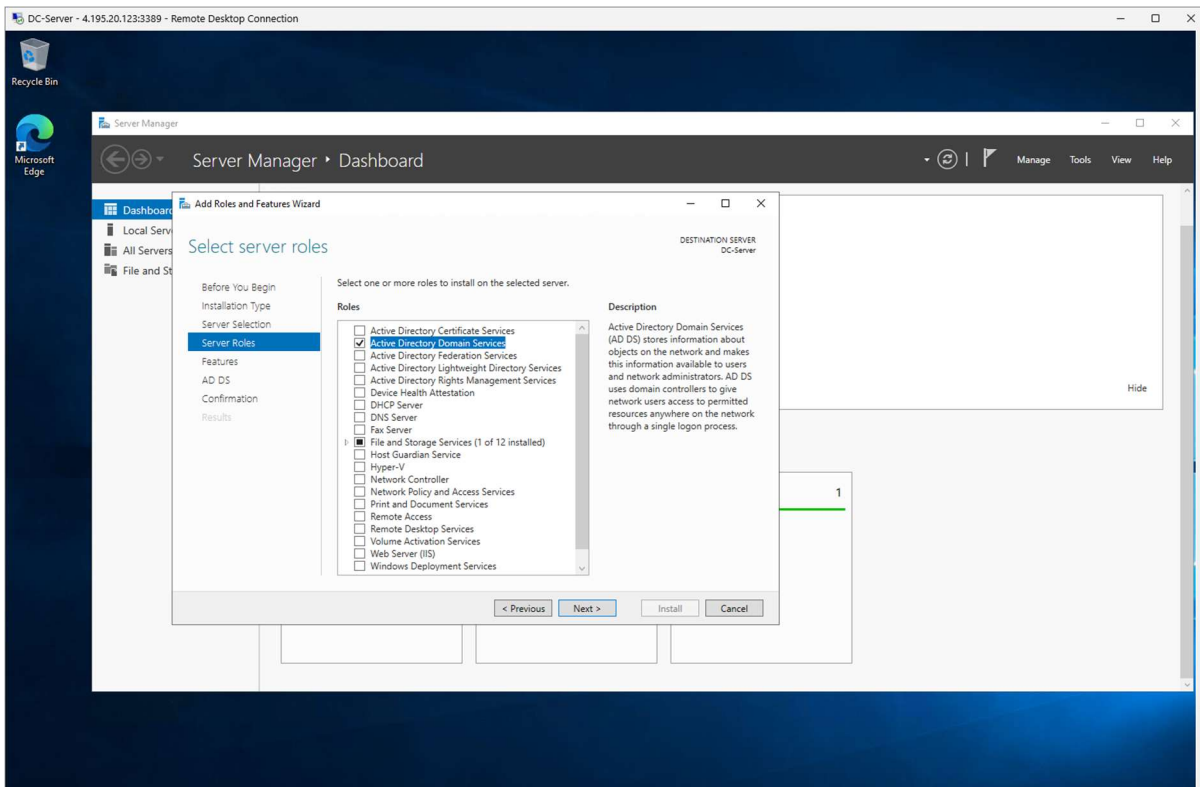 DC-Server - 4.195.20.123:3389 - Remote Desktop Connection
Recycle Bin
Microsoft
Edge
Server Manager
Server Manager ‣ Dashboard
Manage Tools View Help
Dashboard
Local Serv
All Servers
File and St
Add Roles and Features Wizard
Select server roles
DESTINATION SERVER
DC-Server
Before You Begin
Installation Type
Server Selection
Server Roles
Features
AD DS
Confirmation
Results
Select one or more roles to install on the selected server.
Roles
Active Directory Certificate Services
Active Directory Domain Services
Active Directory Federation Services
Active Directory Lightweight Directory Services
Active Directory Rights Management Services
Device Health Attestation
DHCP Server
DNS Server
Fax Server
File and Storage Services (1 of 12 installed)
Host Guardian Service
Hyper-V
Network Controller
Network Policy and Access Services
Print and Document Services
Remote Access
Remote Desktop Services
Volume Activation Services
Web Server (IIS)
Windows Deployment Services
Description
Active Directory Domain Services
(AD DS) stores information about
objects on the network and makes
this information available to users
and network administrators. AD DS
uses domain controllers to give
network users access to permitted
resources anywhere on the network
through a single logon process.
Hide
1
< Previous
Next >
Install
Cancel